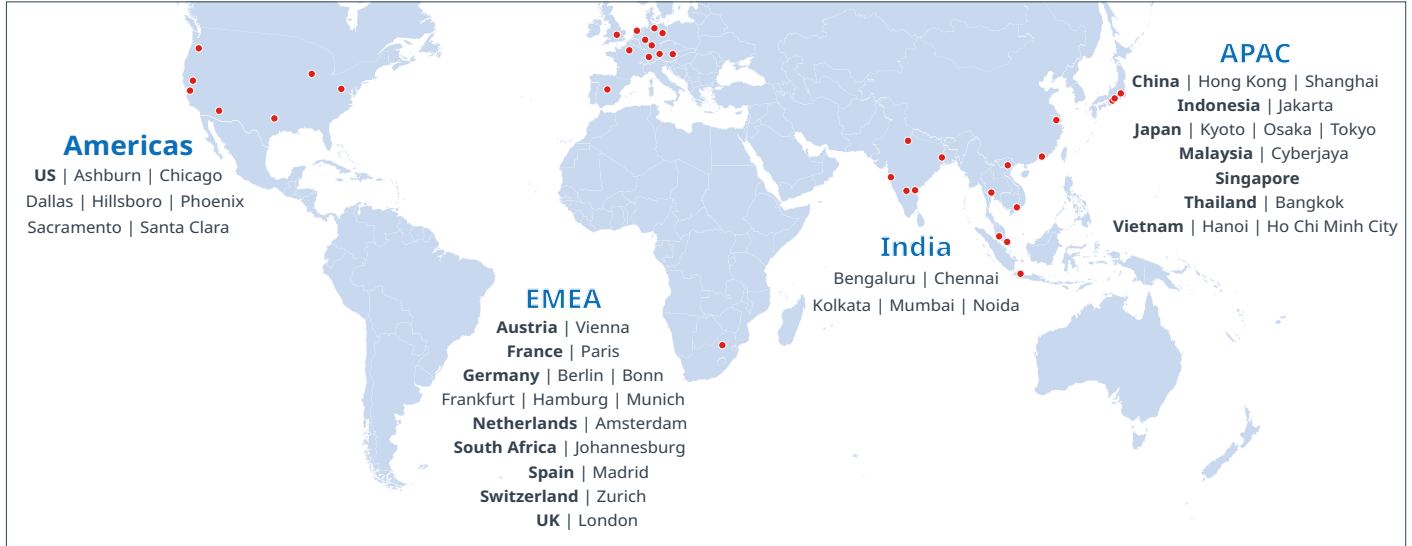 Americas
US | Ashburn | Chicago
Dallas | Hillsboro | Phoenix
Sacramento | Santa Clara
EMEA
Austria | Vienna
France | Paris
Germany | Berlin | Bonn
Frankfurt | Hamburg | Munich
Netherlands | Amsterdam
South Africa | Johannesburg
Spain | Madrid
Switzerland | Zurich
UK | London
India
Bengaluru | Chennai
Kolkata | Mumbai | Noida
APAC
China | Hong Kong | Shanghai
Indonesia | Jakarta
Japan | Kyoto | Osaka | Tokyo
Malaysia | Cyberjaya
Singapore
Thailand | Bangkok
Vietnam | Hanoi | Ho Chi Minh City